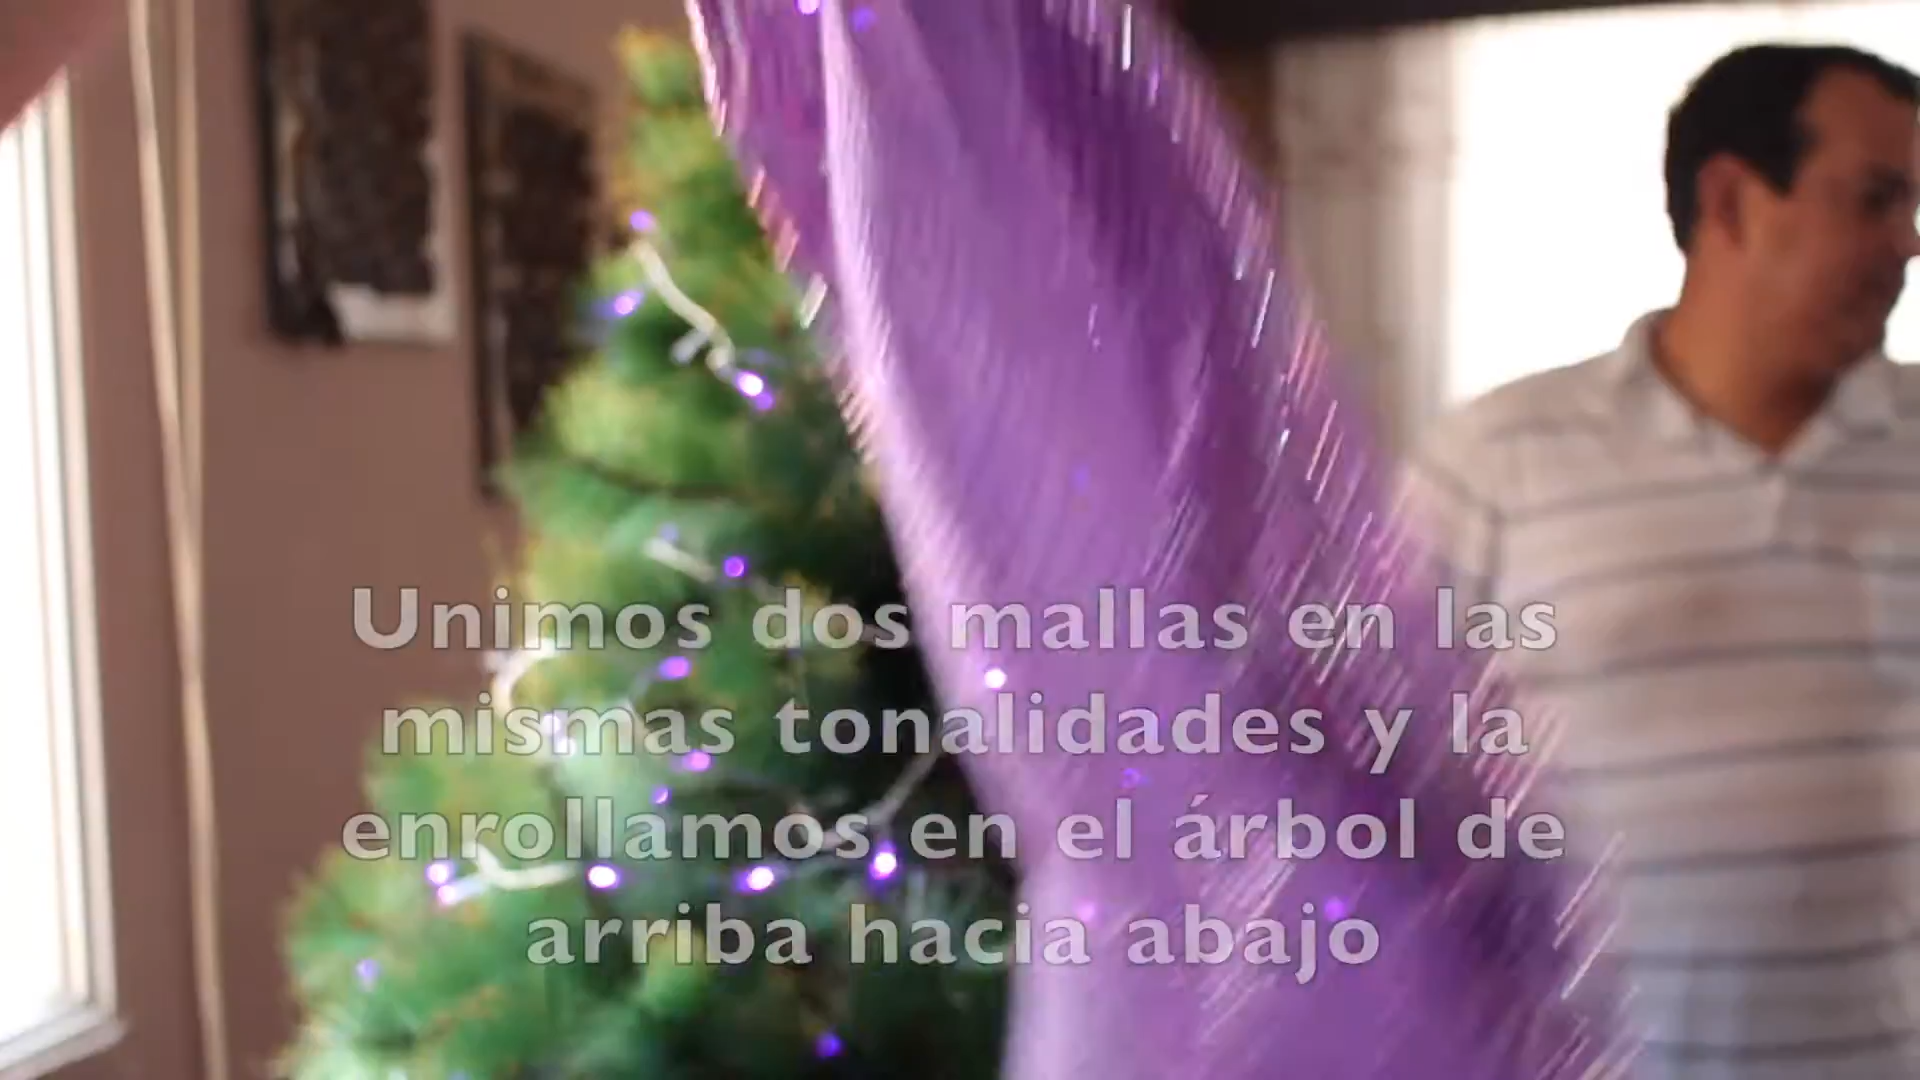 Unimos dos mallas en las
mismas tonalidades y la
enrollamos en el árbol de
arriba hacia abajo